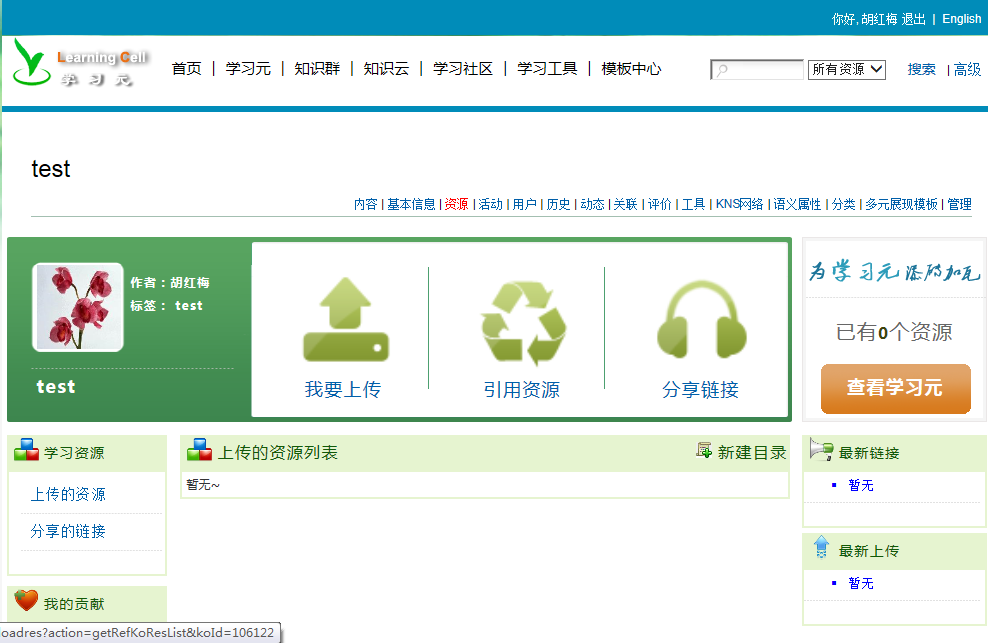 你好,胡红梅 退出 | English
Learning Cell
学习元
首页 | 学习元 | 知识群 | 知识云 | 学习社区 | 学习工具 | 模板中心
所有资源
搜索 | 高级
test
内容 | 基本信息 | 资源 | 活动 | 用户 | 历史 | 动态 | 关联 | 评价 | 工具 | KNS网络 | 语义属性 | 分类 | 多元展现模板 | 管理
作者：胡红梅
标签： test
test
我要上传
引用资源
分享链接
为学习元添砖加瓦
已有0个资源
查看学习元
学习资源
上传的资源
分享的链接
我的贡献
上传的资源列表
新建目录
暂无~
最新链接
暂无
最新上传
暂无
oadres?action=getRefKoResList&koId=106122